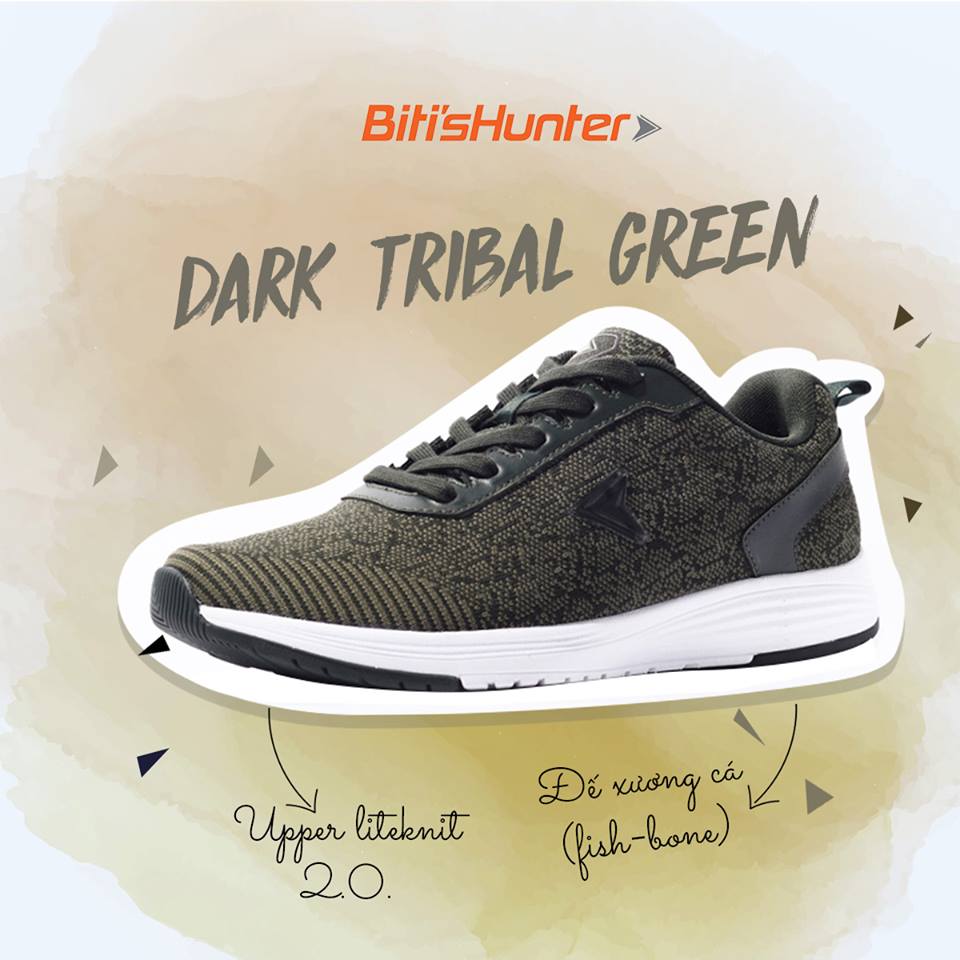 Biti'sHunter
DARK TRIBAL GREEN
Upper liteknit
2.0.
Đế xương cá
(fish-bone)